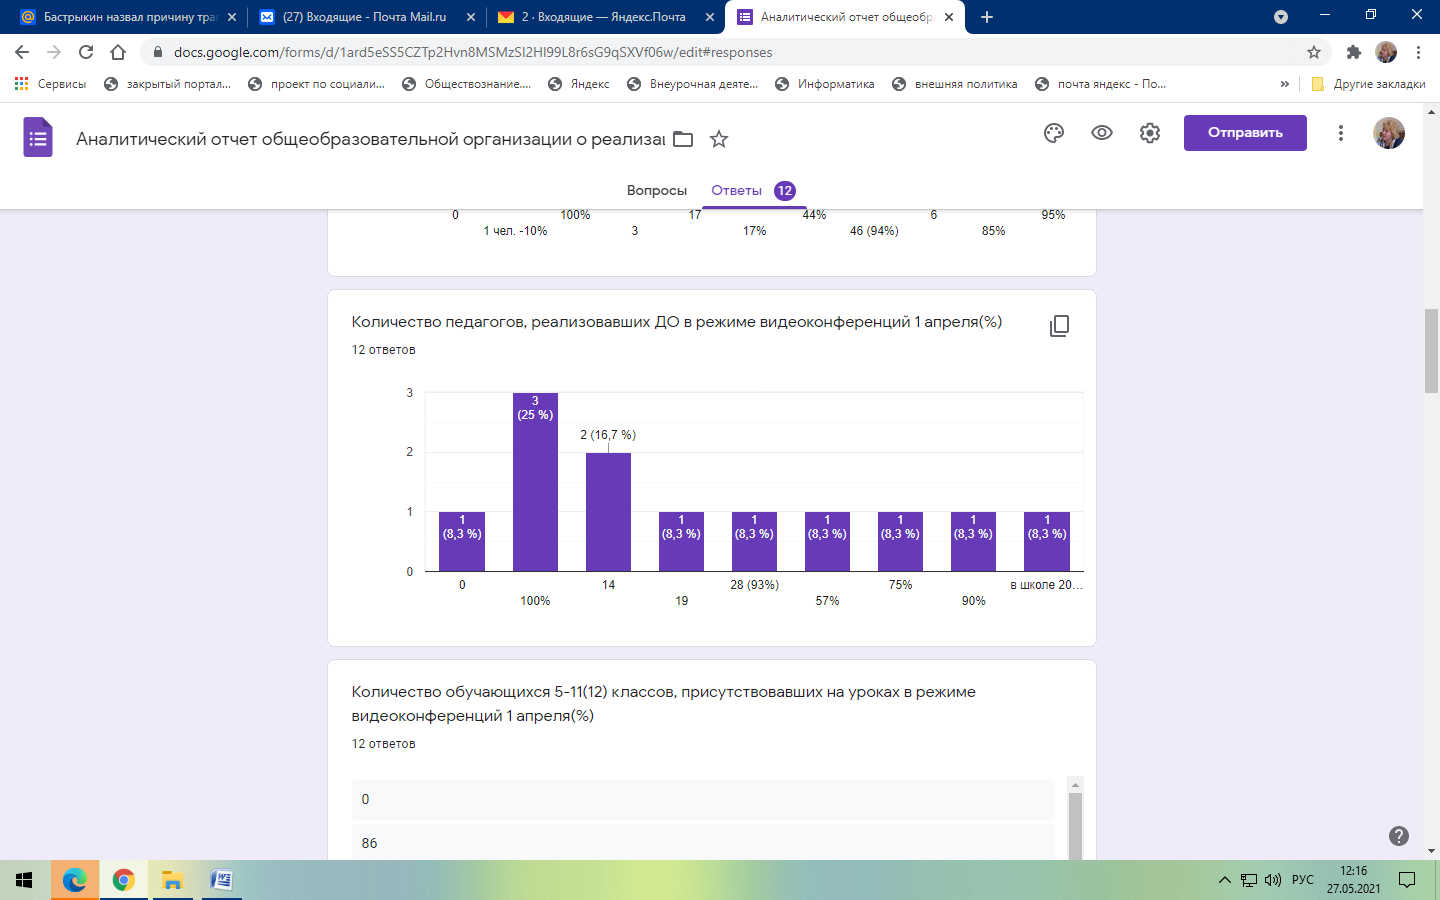 Бастрыкин назвал причину тра
(27) Входящие - Почта Mail.ru
2 · Входящие — Яндекс.Почта
Аналитический отчет общеобр
docs.google.com/forms/d/1ard5eSS5CZTp2Hvn8MSMzSI2HI99L8r6sG9qSXVf06w/edit#responses
Сервисы
закрытый портал...
проект по социали...
Обществознание....
Яндекс
Внеурочная деяте...
Информатика
внешняя политика
почта яндекс - По...
»
Другие закладки
Аналитический отчет общеобразовательной организации о реализац
Отправить
Вопросы
Ответы 12
0 100% 17 44% 6 95%
1 чел. -10% 3 17% 46 (94%) 85%
Количество педагогов, реализовавших ДО в режиме видеоконференций 1 апреля(%)
12 ответов
3
2
1
0
1
(8,3 %)
3
(25 %)
2 (16,7 %)
1
(8,3 %)
1
(8,3 %)
1
(8,3 %)
1
(8,3 %)
1
(8,3 %)
1
(8,3 %)
0 14 28 (93%) 75% в школе 20...
100% 19 57% 90%
Количество обучающихся 5-11(12) классов, присутствовавших на уроках в режиме
видеоконференций 1 апреля(%)
12 ответов
0
86
РУС
12:16
27.05.2021